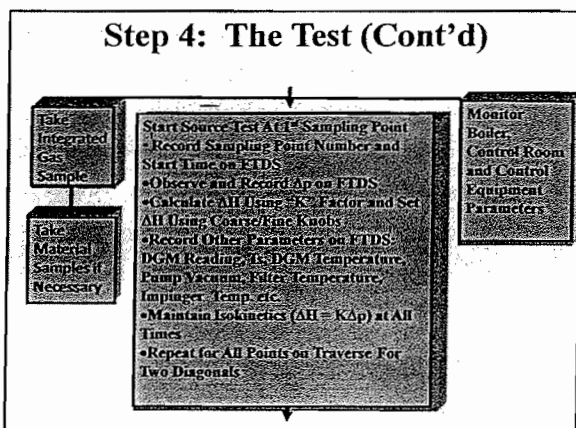 Step 4: The Test (Cont'd)
Take
Integrated
Gas
Sample
Take
Material
Samples if
Necessary
Start Source Test At 1st Sampling Point
•Record Sampling Point Number and
Start Time on FTDS
•Observe and Record Δp on FTDS
•Calculate ΔH Using "K" Factor and Set
ΔH Using Coarse/Fine Knobs
•Record Other Parameters on FTDS:
DGM Reading, Ts, DGM Temperature,
Pump Vacuum, Filter Temperature,
Impinger Temp. etc.
•Maintain Isokinetics (ΔH = KΔp) at All
Times
•Repeat for All Points on Traverse For
Two Diagonals
Monitor
Boiler,
Control Room
and Control
Equipment
Parameters